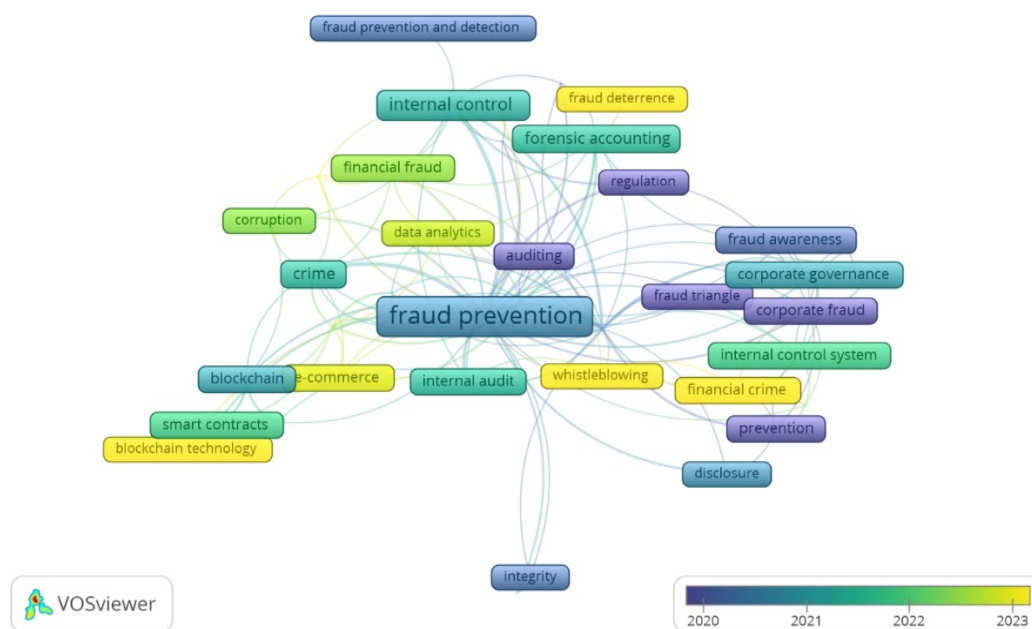 fraud prevention and detection
internal control
fraud deterrence
forensic accounting
financial fraud
regulation
corruption
data analytics
fraud awareness
auditing
crime
corporate governance
fraud triangle
corporate fraud
fraud prevention
internal control system
blockchain
e-commerce
internal audit
whistleblowing
financial crime
smart contracts
prevention
blockchain technology
disclosure
integrity
VOSviewer
2020 2021 2022 2023